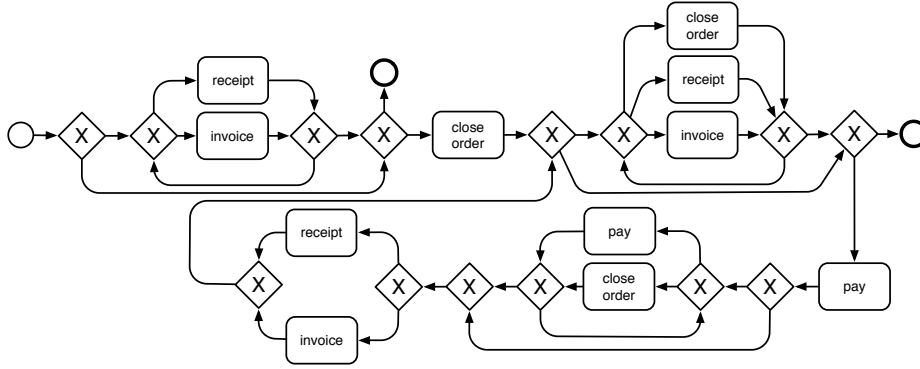 close
order
receipt
receipt
X
X
invoice
X
X
close
order
X
X
invoice
X
X
receipt
pay
X
X
X
X
close
order
X
X
pay
invoice